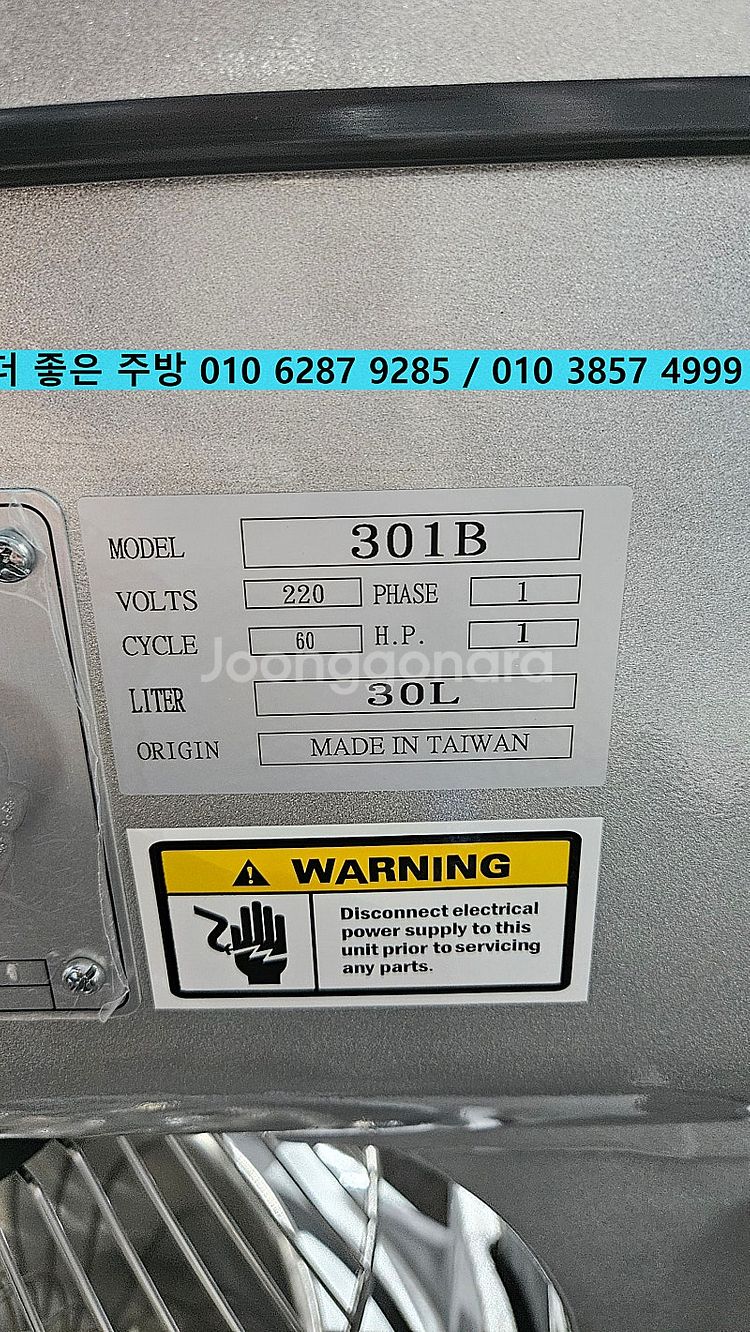 더 좋은 주방 010 6287 9285 / 010 3857 4999
MODEL 301B
VOLTS 220 PHASE 1
CYCLE 60 H.P. 1
Joonggonara
LITER 30L
ORIGIN MADE IN TAIWAN
WARNING
Disconnect electrical
power supply to this
unit prior to servicing
any parts.